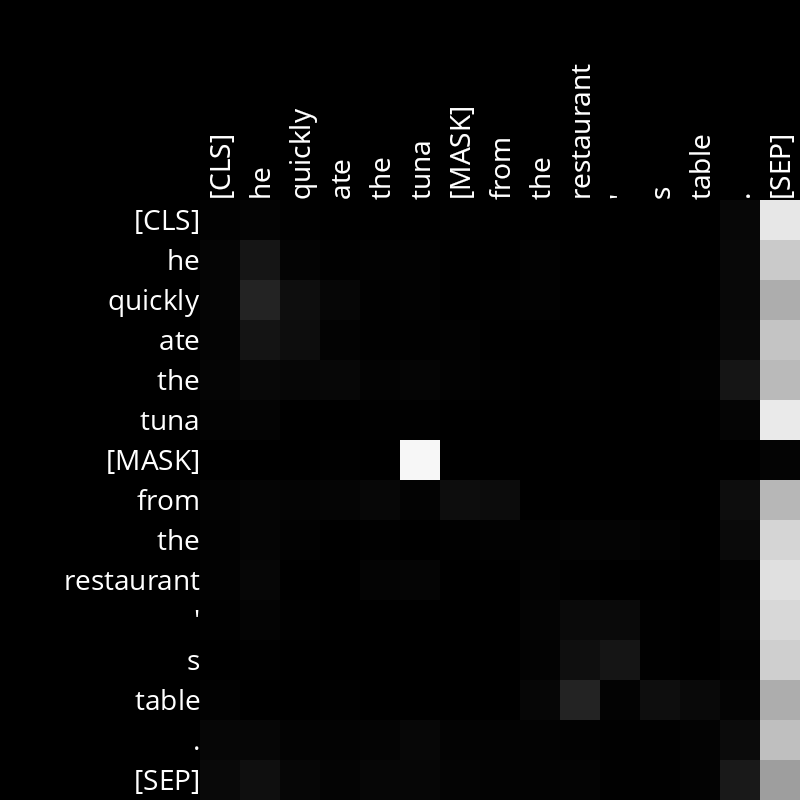 [CLS] he quickly ate the tuna [MASK] from the restaurant ' s table . [SEP]
[CLS]
he
quickly
ate
the
tuna
[MASK]
from
the
restaurant
'
s
table
.
[SEP]